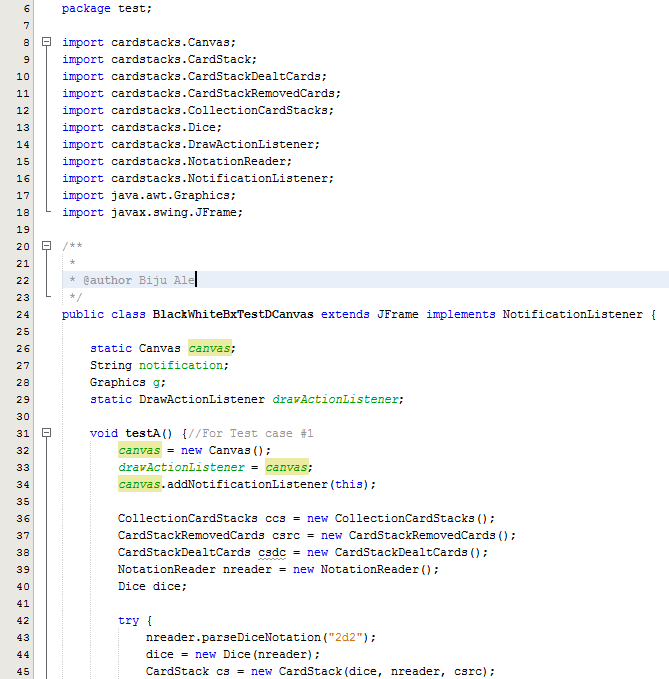 6 package test;
7
8 import cardstacks.Canvas;
9 import cardstacks.CardStack;
10 import cardstacks.CardStackDealtCards;
11 import cardstacks.CardStackRemovedCards;
12 import cardstacks.CollectionCardStacks;
13 import cardstacks.Dice;
14 import cardstacks.DrawActionListener;
15 import cardstacks.NotationReader;
16 import cardstacks.NotificationListener;
17 import java.awt.Graphics;
18 import javax.swing.JFrame;
19
20 /**
21 *
22 * @author Biju Ale
23 */
24 public class BlackWhiteBxTestDCanvas extends JFrame implements NotificationListener {
25
26 static Canvas canvas;
27 String notification;
28 Graphics g;
29 static DrawActionListener drawActionListener;
30
31 void testA() {//For Test case #1
32 canvas = new Canvas();
33 drawActionListener = canvas;
34 canvas.addNotificationListener(this);
35
36 CollectionCardStacks ccs = new CollectionCardStacks();
37 CardStackRemovedCards csrc = new CardStackRemovedCards();
38 CardStackDealtCards csdc = new CardStackDealtCards();
39 NotationReader nreader = new NotationReader();
40 Dice dice;
41
42 try {
43 nreader.parseDiceNotation("2d2");
44 dice = new Dice(nreader);
45 CardStack cs = new CardStack(dice, nreader, csrc);